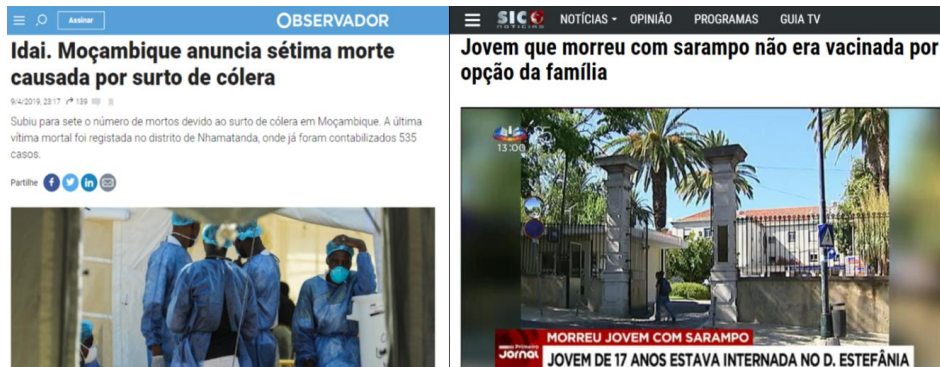 Assinar
OBSERVADOR
Idai. Moçambique anuncia sétima morte
causada por surto de cólera
9/4/2019, 23:17
139
Subiu para sete o número de mortos devido ao surto de cólera em Moçambique. A última
vítima mortal foi registada no distrito de Nhamatanda, onde já foram contabilizados 535
casos.
Partilhe
SIC NOTÍCIAS
NOTÍCIAS
OPINIÃO
PROGRAMAS
GUIA TV
Jovem que morreu com sarampo não era vacinada por
opção da família
SIC
13:00
MORREU JOVEM COM SARAMPO
Primeiro
Jornal
JOVEM DE 17 ANOS ESTAVA INTERNADA NO D. ESTEFÂNIA